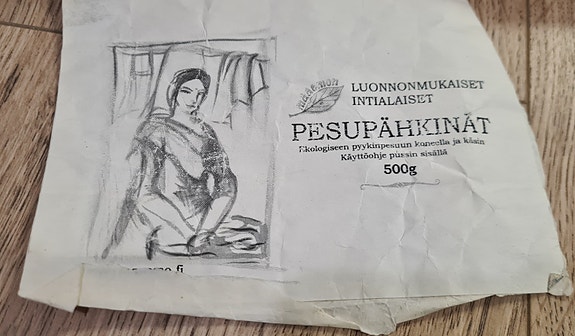 LUONNONMUKAISET
INTIALAISET
PESUPÄHKINÄT
Ekologiseen pyykinpesuun koneella ja käsin
Käyttöohje pussin sisällä
500g